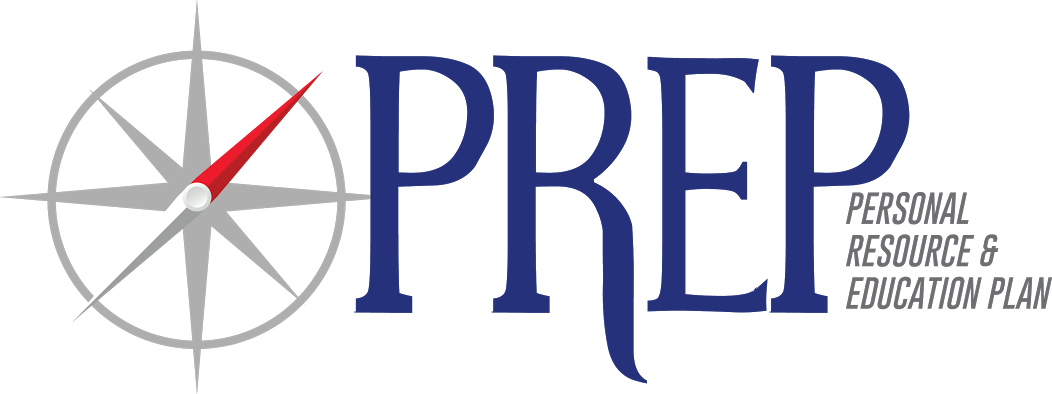 PREP
PERSONAL
RESOURCE &
EDUCATION PLAN